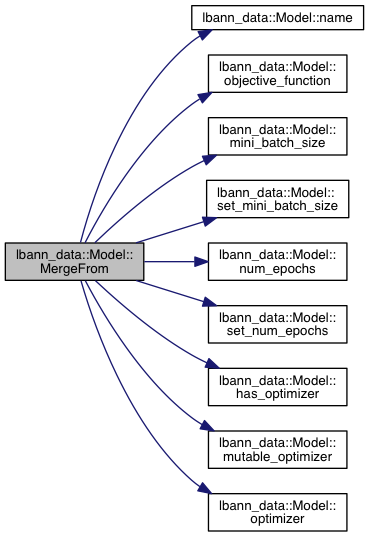 lbann_data::Model::
MergeFrom
lbann_data::Model::name
lbann_data::Model::
objective_function
lbann_data::Model::
mini_batch_size
lbann_data::Model::
set_mini_batch_size
lbann_data::Model::
num_epochs
lbann_data::Model::
set_num_epochs
lbann_data::Model::
has_optimizer
lbann_data::Model::
mutable_optimizer
lbann_data::Model::
optimizer